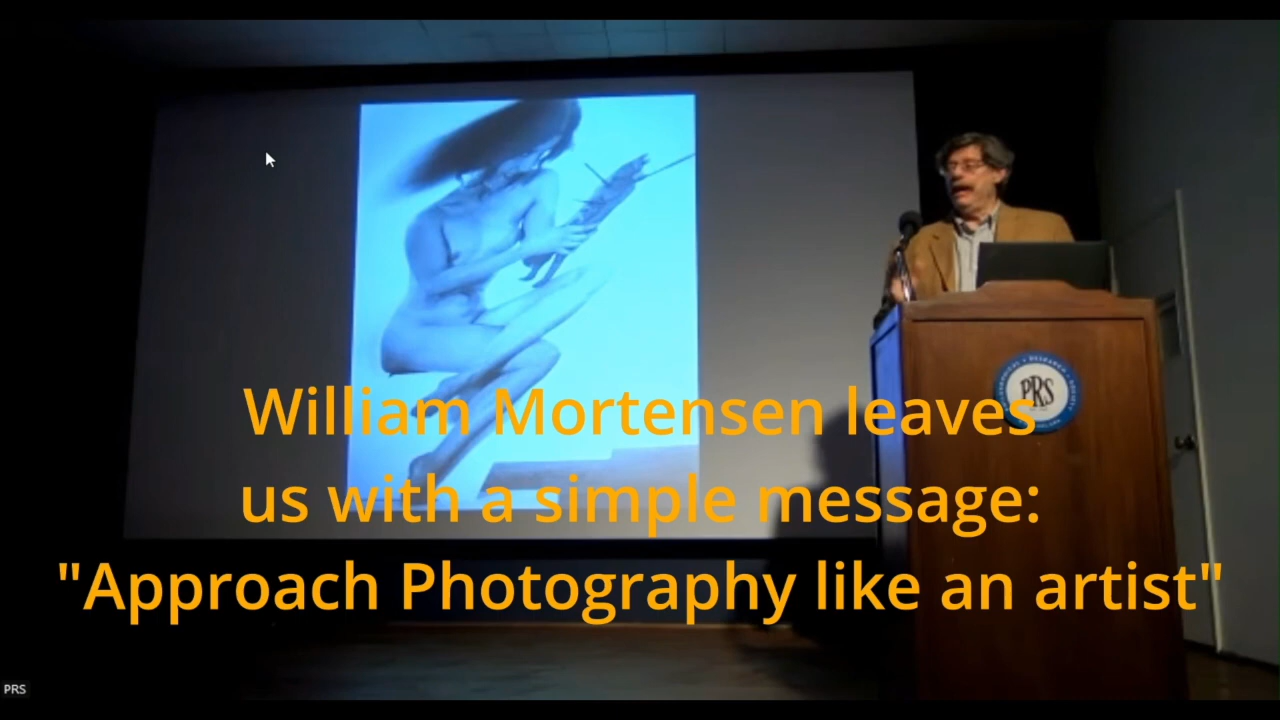 PRS
William Mortensen leaves
us with a simple message:
"Approach Photography like an artist"
PRS